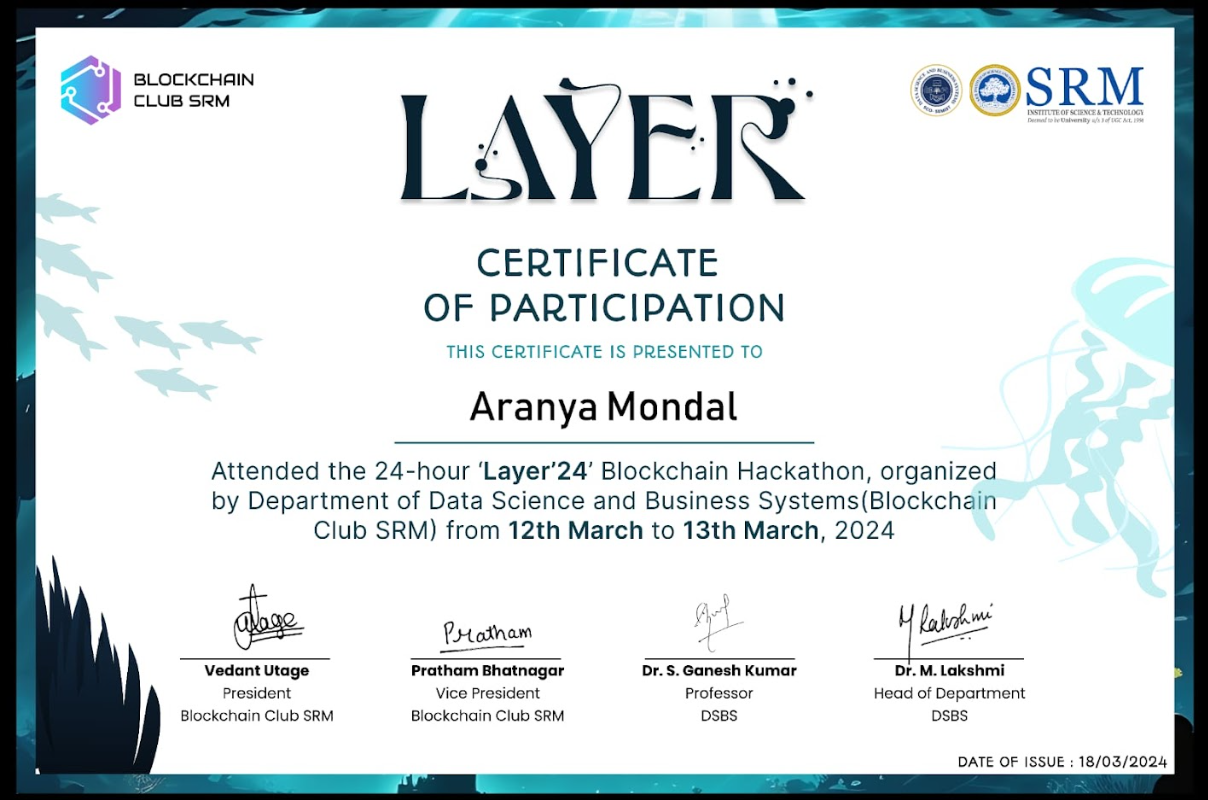 BLOCKCHAIN
CLUB SRM
LAYER
SRM
INSTITUTE OF SCIENCE & TECHNOLOGY
Deemed to be University u/s 3 of UGC Act, 1956
CERTIFICATE
OF PARTICIPATION
THIS CERTIFICATE IS PRESENTED TO
Aranya Mondal
Attended the 24-hour ‘Layer’24’ Blockchain Hackathon, organized
by Department of Data Science and Business Systems(Blockchain
Club SRM) from 12th March to 13th March, 2024
Utage
Pratham
M Lakshmi
Vedant Utage
President
Blockchain Club SRM
Pratham Bhatnagar
Vice President
Blockchain Club SRM
Dr. S. Ganesh Kumar
Professor
DSBS
Dr. M. Lakshmi
Head of Department
DSBS
DATE OF ISSUE : 18/03/2024